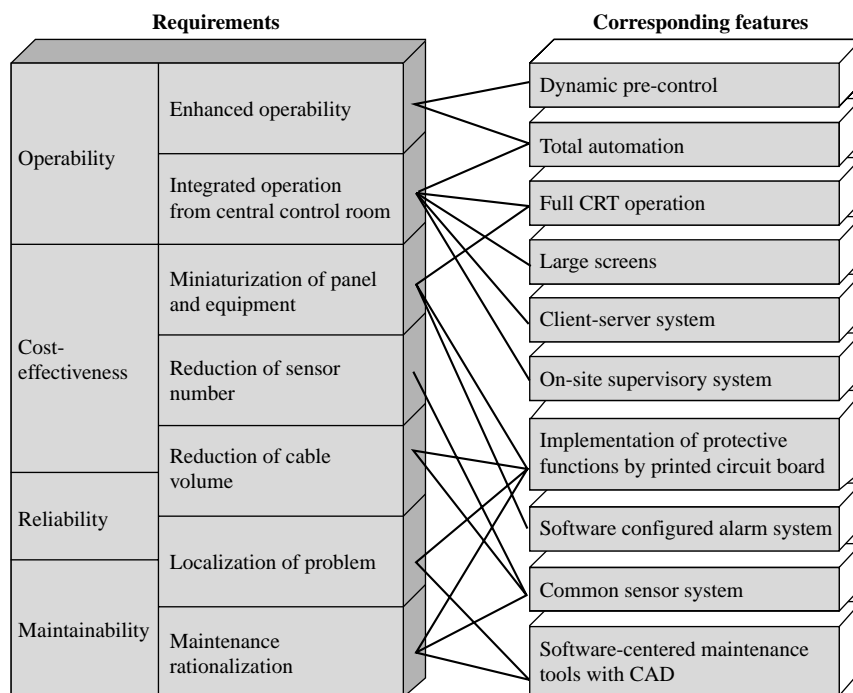 Requirements
Operability
Enhanced operability
Integrated operation
from central control room
Cost-
effectiveness
Miniaturization of panel
and equipment
Reduction of sensor
number
Reduction of cable
volume
Reliability
Localization of problem
Maintainability
Maintenance
rationalization
Corresponding features
Dynamic pre-control
Total automation
Full CRT operation
Large screens
Client-server system
On-site supervisory system
Implementation of protective
functions by printed circuit board
Software configured alarm system
Common sensor system
Software-centered maintenance
tools with CAD